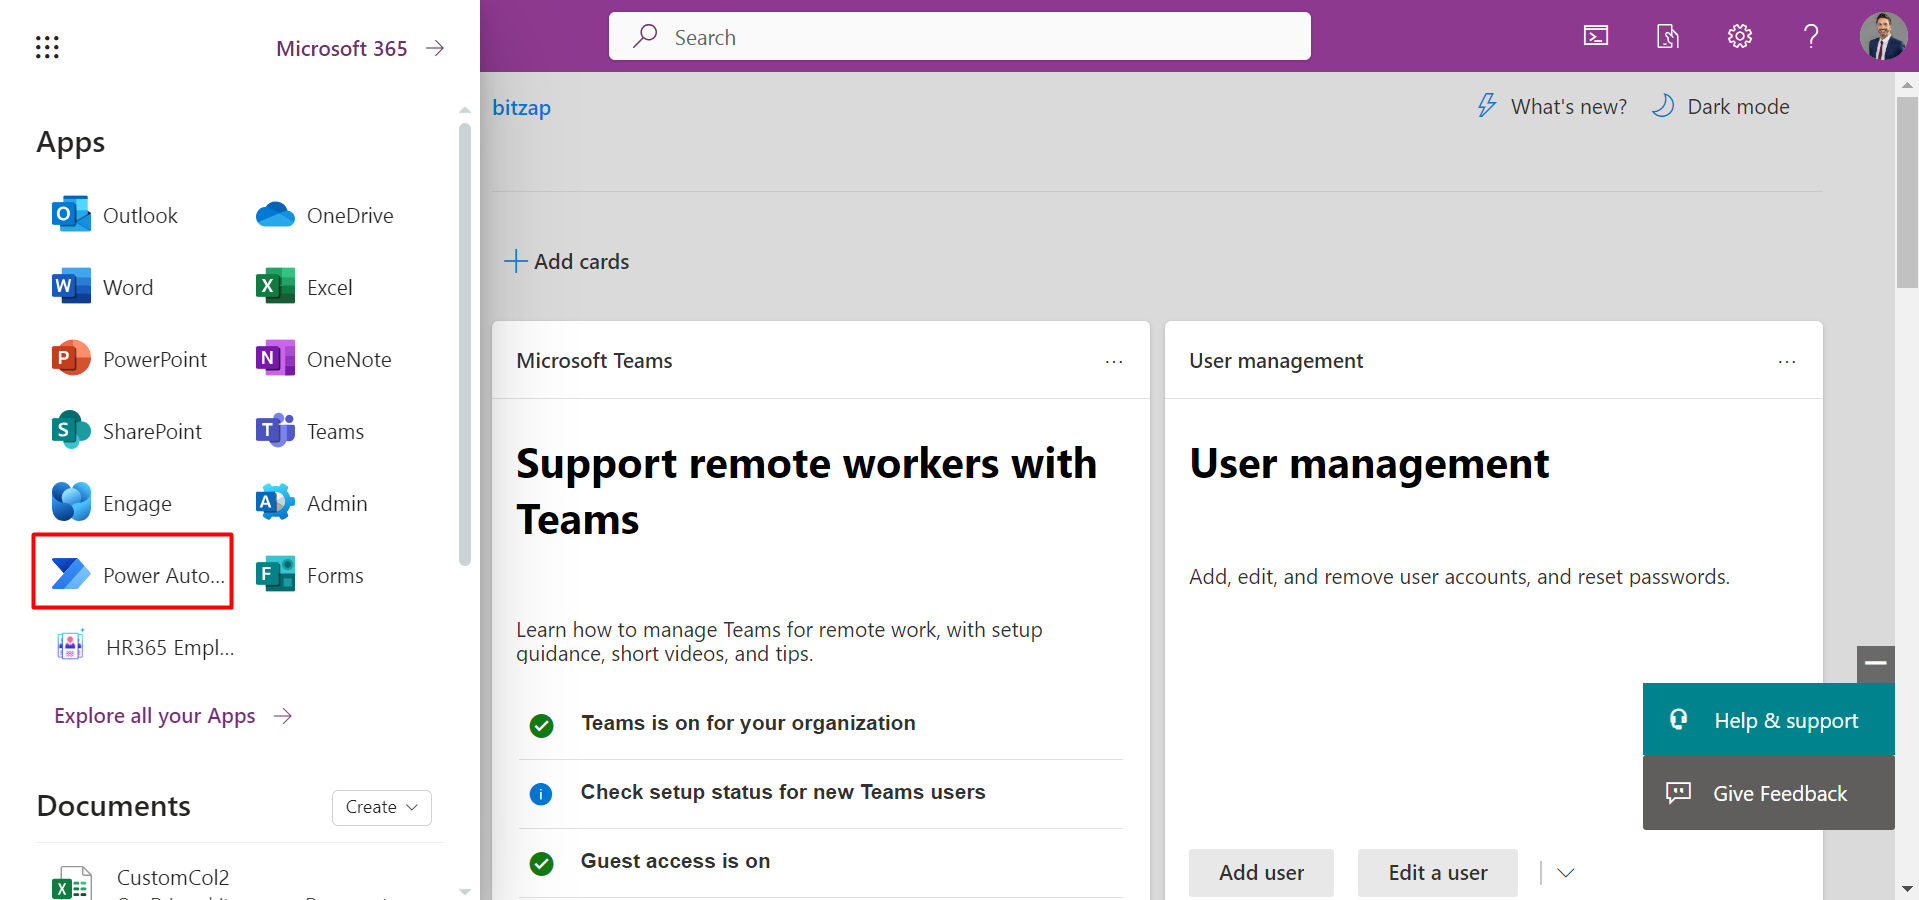 Microsoft 365
Search
bitzap
What's new?
Dark mode
Apps
Outlook
OneDrive
Word
Excel
PowerPoint
OneNote
SharePoint
Teams
Engage
Admin
Power Auto...
Forms
HR365 Empl...
Explore all your Apps
Documents
Create
CustomCol2
Add cards
Microsoft Teams
Support remote workers with
Teams
Learn how to manage Teams for remote work, with setup
guidance, short videos, and tips.
Teams is on for your organization
Check setup status for new Teams users
Guest access is on
User management
User management
Add, edit, and remove user accounts, and reset passwords.
Add user
Edit a user
Help & support
Give Feedback